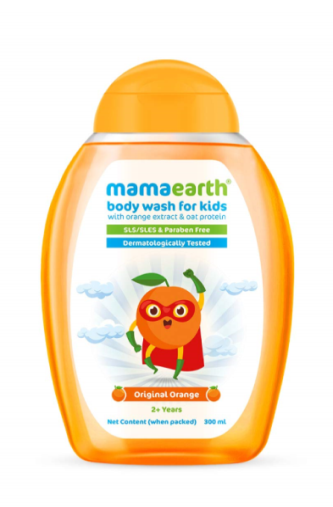 mamaearth®
body wash for kids
with orange extract & oat protein
SLS/SLES & Paraben Free
Dermatologically Tested
Original Orange
2+ Years
Net Content (when packed) 300 ml